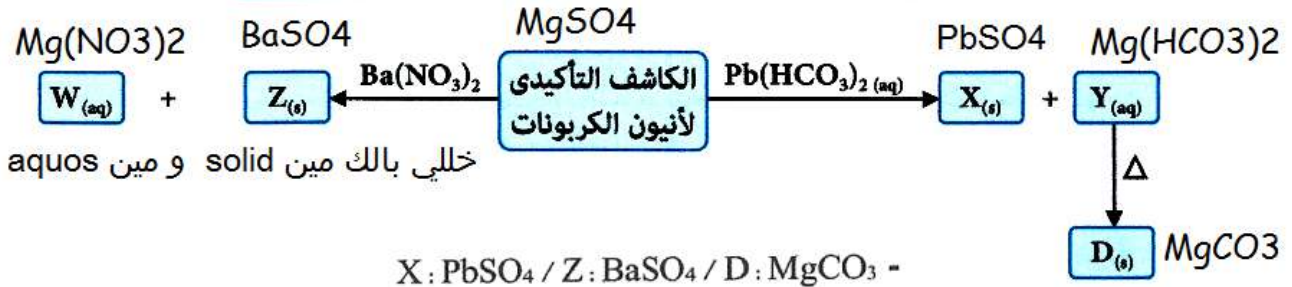 Mg(NO3)2 BaSO4 MgSO4 PbSO4 Mg(HCO3)2
W(aq) + Z(s) Ba(NO₃)₂ الكاشف التأكيدى Pb(HCO₃)₂ (aq) X(s) + Y(aq)
لأنيون الكربونات
خللي بالك مين solid و مين aquos
Δ
D(s) MgCO3
X : PbSO₄ / Z : BaSO₄ / D : MgCO₃ -